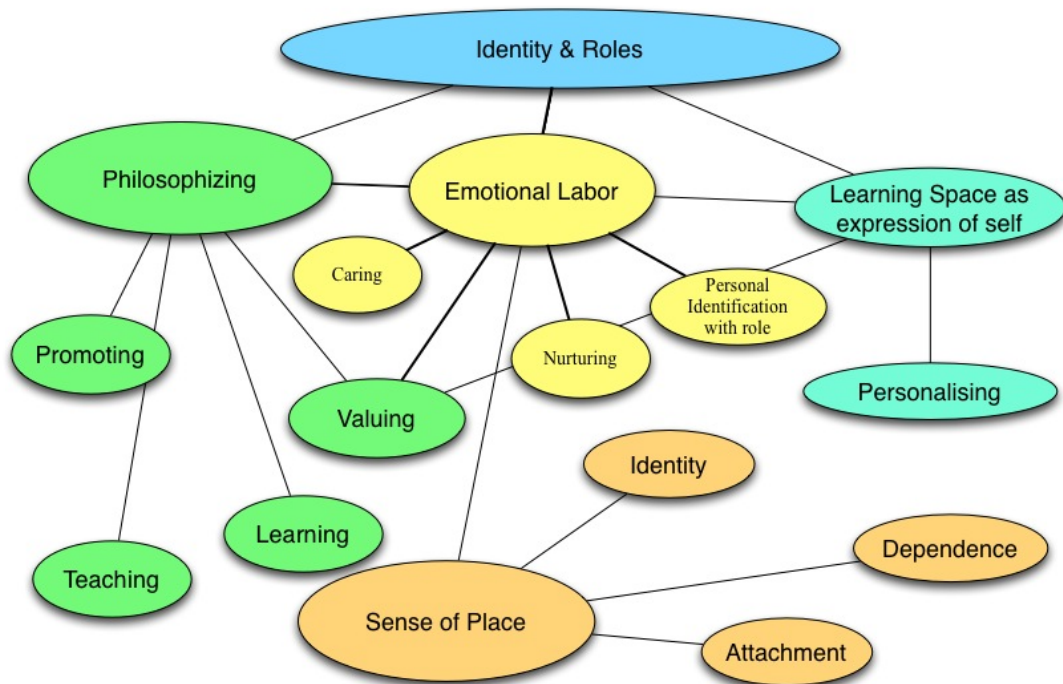 Identity & Roles
Philosophizing
Emotional Labor
Learning Space as
expression of self
Caring
Personal
Identification
with role
Promoting
Nurturing
Personalising
Valuing
Identity
Learning
Dependence
Teaching
Sense of Place
Attachment